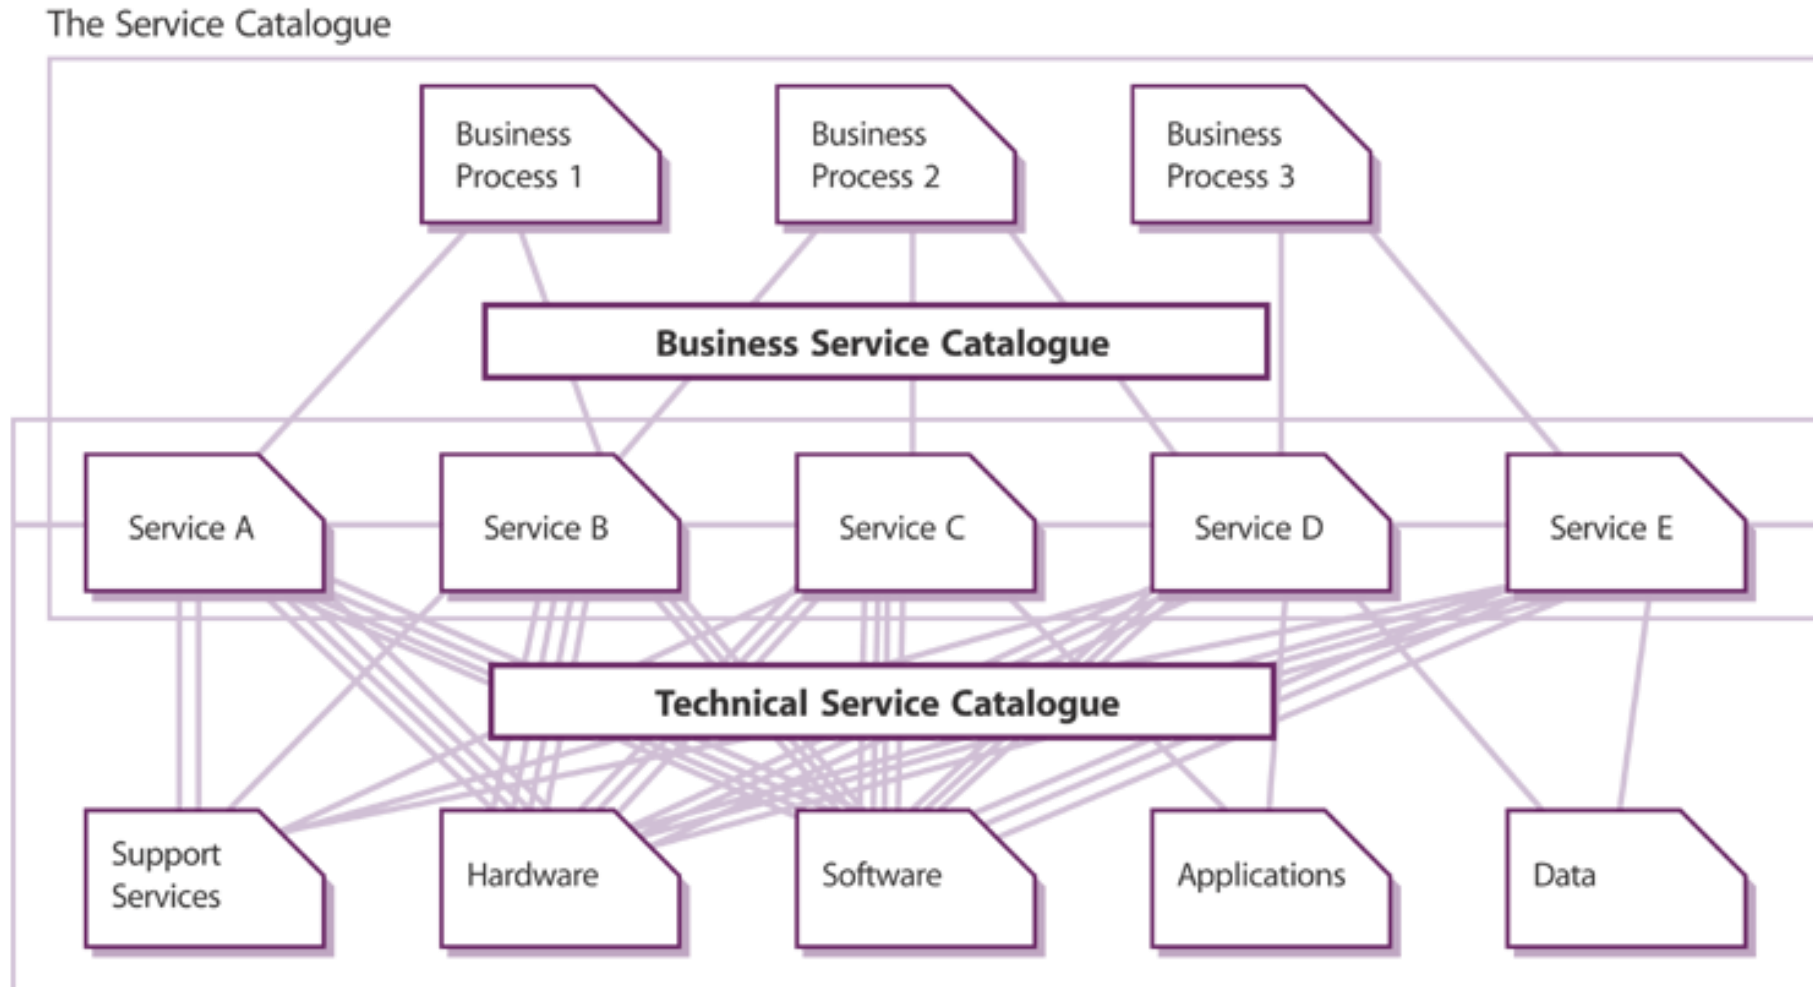 The Service Catalogue
Business
Process 1
Business
Process 2
Business
Process 3
Business Service Catalogue
Service A
Service B
Service C
Service D
Service E
Technical Service Catalogue
Support
Services
Hardware
Software
Applications
Data